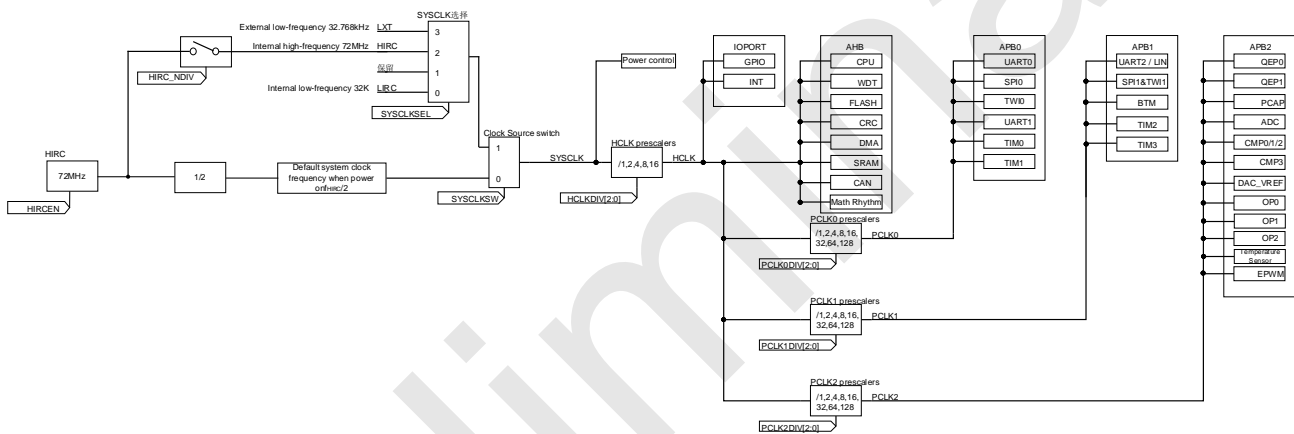 SYSCLK选择
External low-frequency 32.768kHz LXT
3
Internal high-frequency 72MHz HIRC
2
保留
1
Internal low-frequency 32K LIRC
0
HIRC_NDIV
SYSCLKSEL
Clock Source switch
1
0
SYSCLKSW
HIRC
72MHz
HIRCEN
1/2
Default system clock
frequency when power
onfHIRC/2
SYSCLK
Power control
HCLK prescalers
/1,2,4,8,16
HCLK
HCLKDIV[2:0]
IOPORT
GPIO
INT
AHB
CPU
WDT
FLASH
CRC
DMA
SRAM
CAN
Math Rhythm
APB0
UART0
SPI0
TWI0
UART1
TIM0
TIM1
APB1
UART2 / LIN
SPI1&TWI1
BTM
TIM2
TIM3
APB2
QEP0
QEP1
PCAP
ADC
CMP0/1/2
CMP3
DAC_VREF
OP0
OP1
OP2
Temperature
Sensor
EPWM
PCLK0 prescalers
/1,2,4,8,16,
32,64,128
PCLK0
PCLK0DIV[2:0]
PCLK1 prescalers
/1,2,4,8,16,
32,64,128
PCLK1
PCLK1DIV[2:0]
PCLK2 prescalers
/1,2,4,8,16,
32,64,128
PCLK2
PCLK2DIV[2:0]